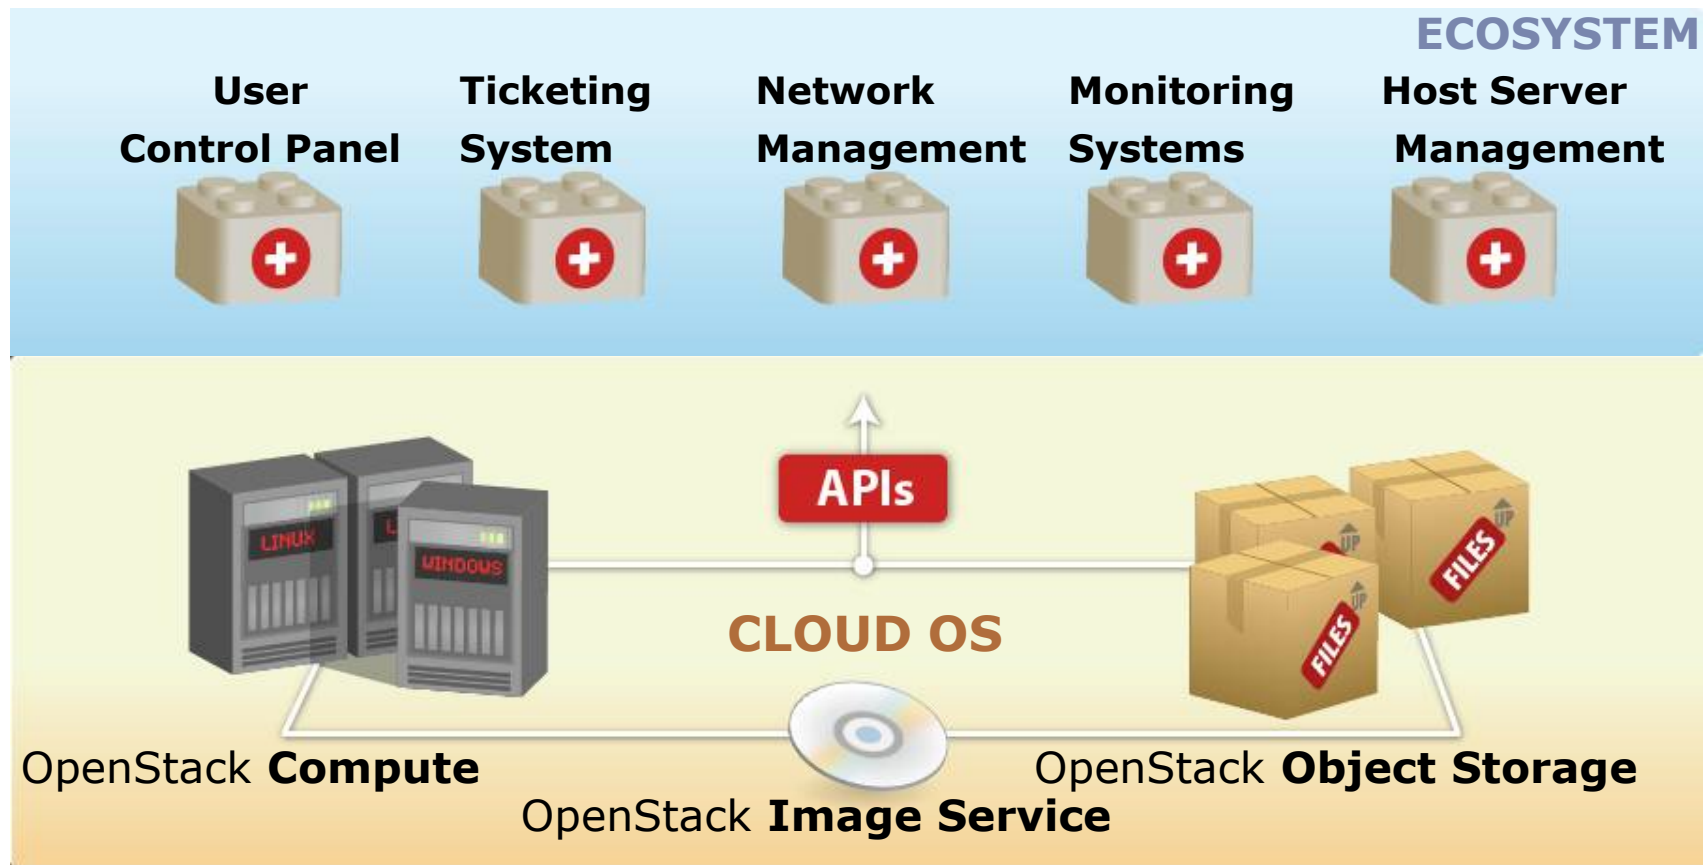 ECOSYSTEM
User
Control Panel
Ticketing
System
Network
Management
Monitoring
Systems
Host Server
Management
APIs
LINUX
L
WINDOWS
UP
UP
UP
FILES
FILES
CLOUD OS
OpenStack Compute
OpenStack Object Storage
OpenStack Image Service